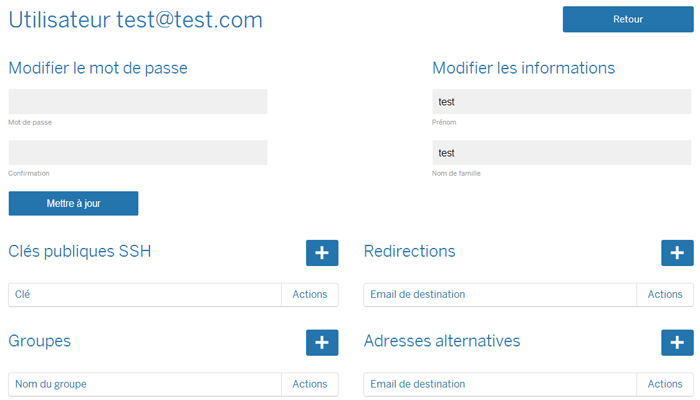 Utilisateur test@test.com
Retour
Modifier le mot de passe
Modifier les informations
test
Mot de passe
Prénom
test
Confirmation
Nom de famille
Mettre à jour
Clés publiques SSH
Redirections
Clé Actions
Email de destination Actions
Groupes
Adresses alternatives
Nom du groupe Actions
Email de destination Actions